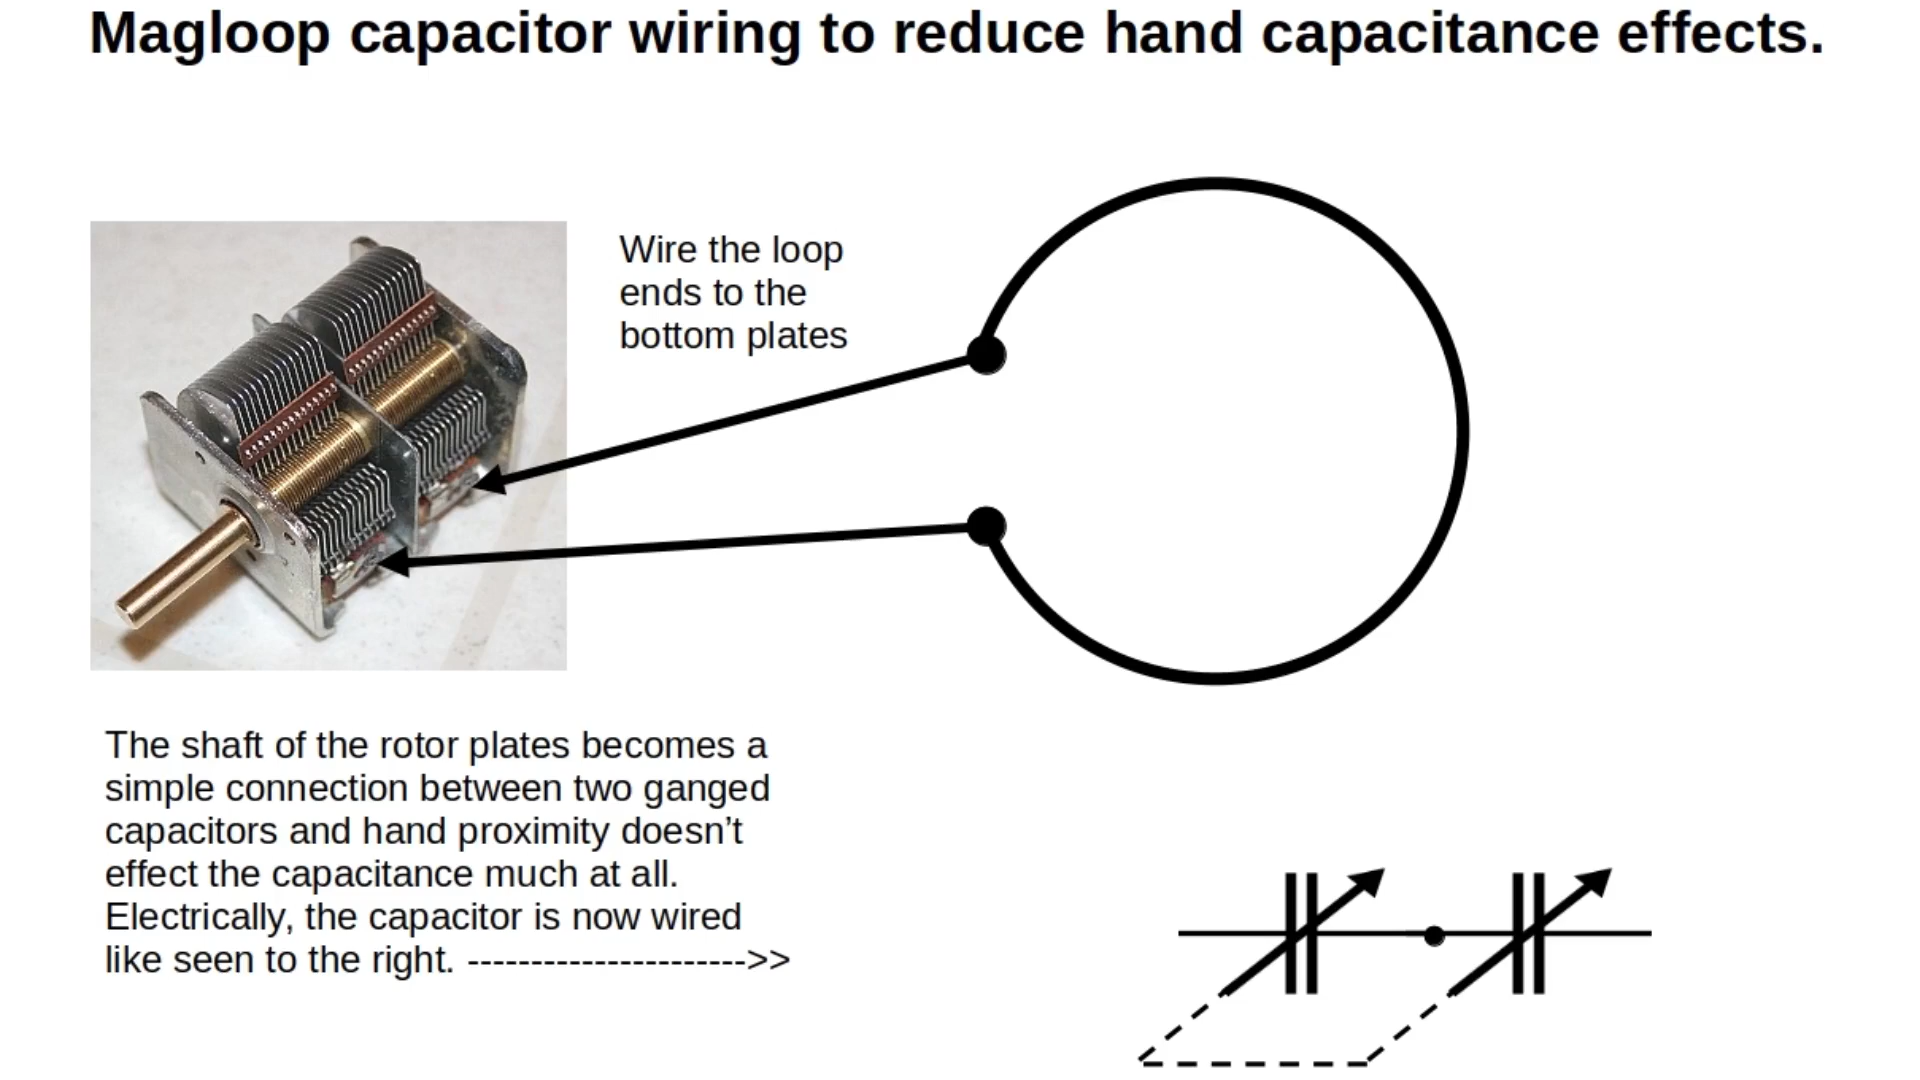 Magloop capacitor wiring to reduce hand capacitance effects.
Wire the loop
ends to the
bottom plates
The shaft of the rotor plates becomes a
simple connection between two ganged
capacitors and hand proximity doesn’t
effect the capacitance much at all.
Electrically, the capacitor is now wired
like seen to the right. ---------------------->>